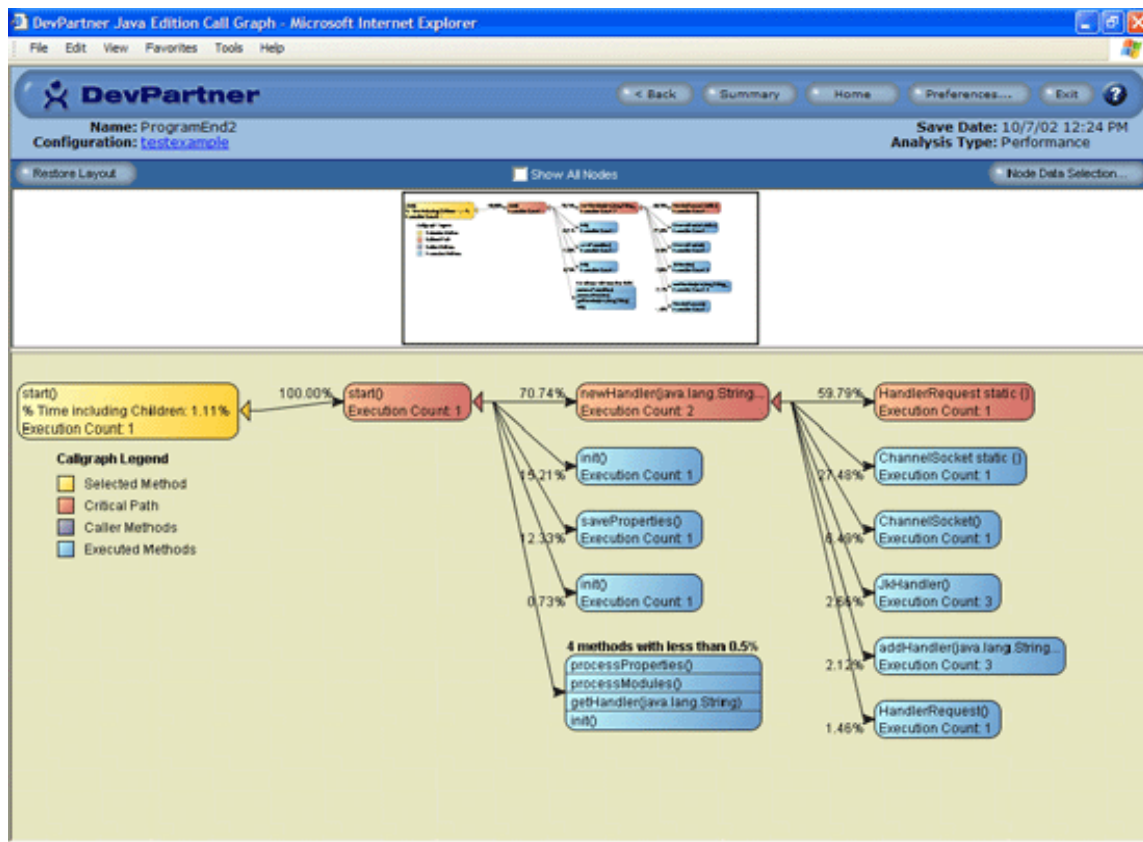 DevPartner Java Edition Call Graph - Microsoft Internet Explorer
File Edit View Favorites Tools Help
DevPartner
< Back Summary Home Preferences... Exit ?
Name: ProgramEnd2
Configuration: testexample
Save Date: 10/7/02 12:24 PM
Analysis Type: Performance
Restore Layout
Show All Nodes
Node Data Selection...
start()
% Time including Children: 1.11%
Execution Count: 1
100.00%
start()
Execution Count: 1
70.74%
newHandler(java.lang.String...
Execution Count: 2
59.79%
HandlerRequest static ()
Execution Count: 1
Callgraph Legend
Selected Method
Critical Path
Caller Methods
Executed Methods
15.21%
init()
Execution Count: 1
12.33%
saveProperties()
Execution Count: 1
0.73%
init()
Execution Count: 1
4 methods with less than 0.5%
processProperties()
processModules()
getHandler(java.lang.String)
init()
27.48%
ChannelSocket static ()
Execution Count: 1
6.49%
ChannelSocket()
Execution Count: 1
2.66%
JkHandler()
Execution Count: 3
2.12%
addHandler(java.lang.String...
Execution Count: 3
1.46%
HandlerRequest()
Execution Count: 1